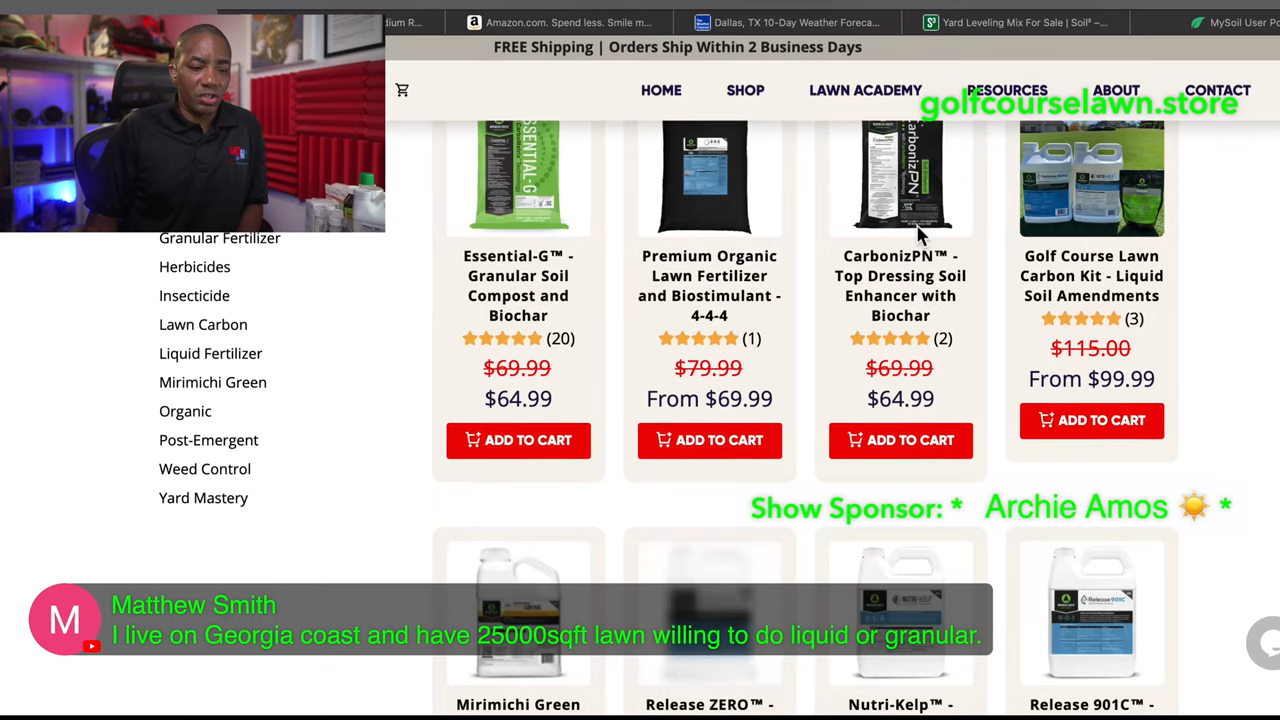 dium R...
Amazon.com. Spend less. Smile m...
Dallas, TX 10-Day Weather Foreca...
Yard Leveling Mix For Sale | Soil³ –...
MySoil User Po
FREE Shipping | Orders Ship Within 2 Business Days
HOME
SHOP
LAWN ACADEMY
RESOURCES
ABOUT
CONTACT
golfcourselawn.store
Granular Fertilizer
Herbicides
Insecticide
Lawn Carbon
Liquid Fertilizer
Mirimichi Green
Organic
Post-Emergent
Weed Control
Yard Mastery
ESSENTIAL-G
Essential-G™ -
Granular Soil
Compost and
Biochar
(20)
$69.99
$64.99
ADD TO CART
Premium Organic
Lawn Fertilizer
and Biostimulant -
4-4-4
(1)
$79.99
From $69.99
ADD TO CART
CarbonizPN
CarbonizPN™ -
Top Dressing Soil
Enhancer with
Biochar
(2)
$69.99
$64.99
ADD TO CART
Golf Course Lawn
Carbon Kit - Liquid
Soil Amendments
(3)
$115.00
From $99.99
ADD TO CART
Show Sponsor: * Archie Amos *
M
Matthew Smith
I live on Georgia coast and have 25000sqft lawn willing to do liquid or granular.
NUTRI-KELP
Release 901C
Mirimichi Green
Release ZERO™ -
Nutri-Kelp™ -
Release 901C™ -